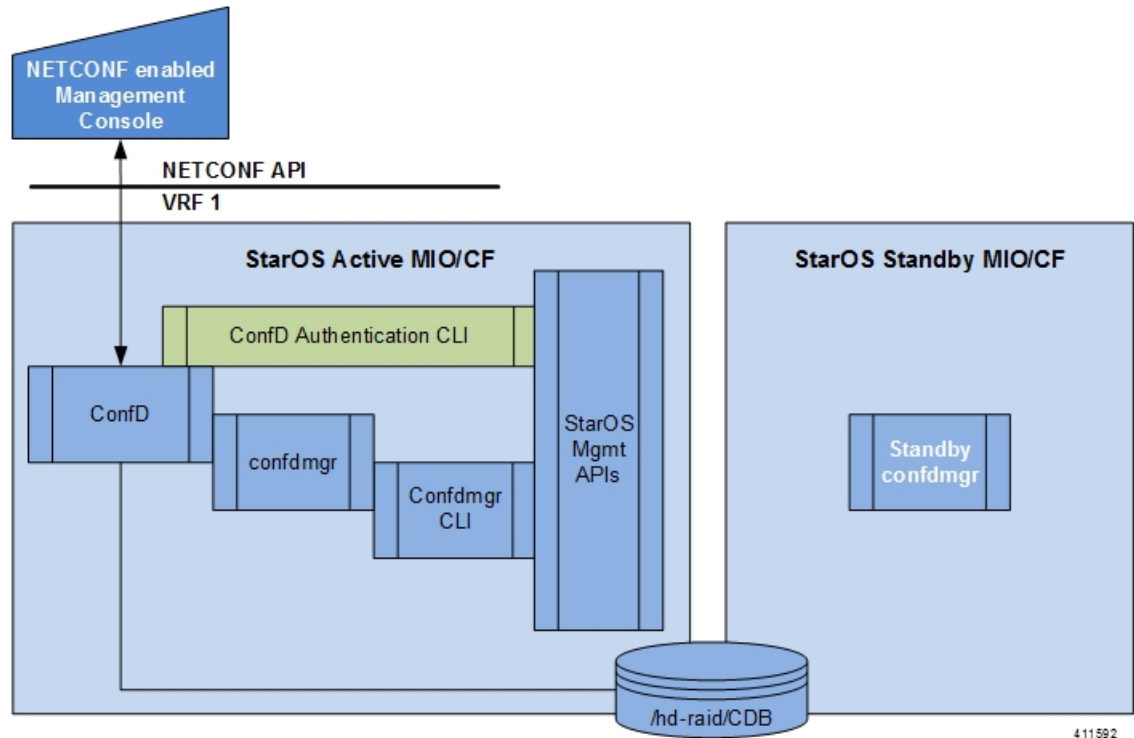 NETCONF enabled
Management
Console
NETCONF API
VRF 1
StarOS Active MIO/CF
StarOS Standby MIO/CF
ConfD Authentication CLI
ConfD
confdmgr
Confdmgr
CLI
StarOS
Mgmt
APIs
Standby
confdmgr
/hd-raid/CDB
411592